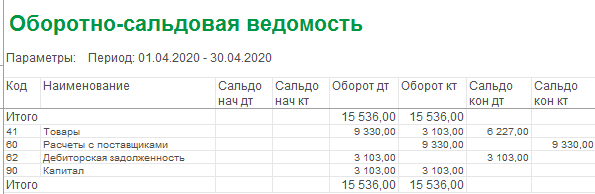 Оборотно-сальдовая ведомость
Параметры: Период: 01.04.2020 - 30.04.2020
Код Наименование Сальдо нач дт Сальдо нач кт Оборот дт Оборот кт Сальдо кон дт Сальдо кон кт
Итого 15 536,00 15 536,00
41 Товары 9 330,00 3 103,00 6 227,00
60 Расчеты с поставщиками 9 330,00 9 330,00
62 Дебиторская задолженность 3 103,00 3 103,00
90 Капитал 3 103,00 3 103,00
Итого 15 536,00 15 536,00